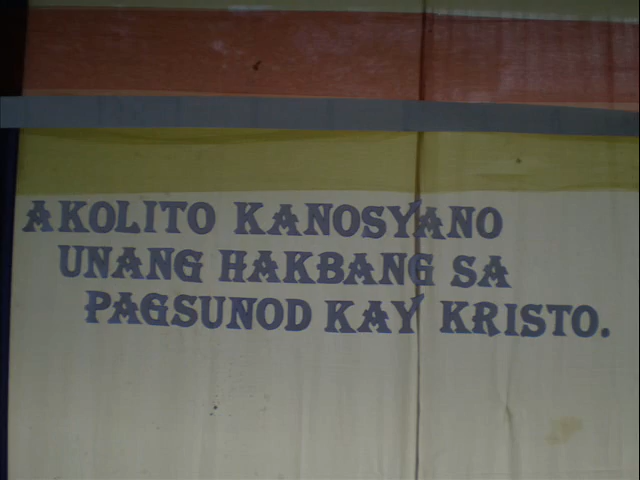 AKOLITO KANOSYANO
UNANG HAKBANG SA
PAGSUNOD KAY KRISTO.